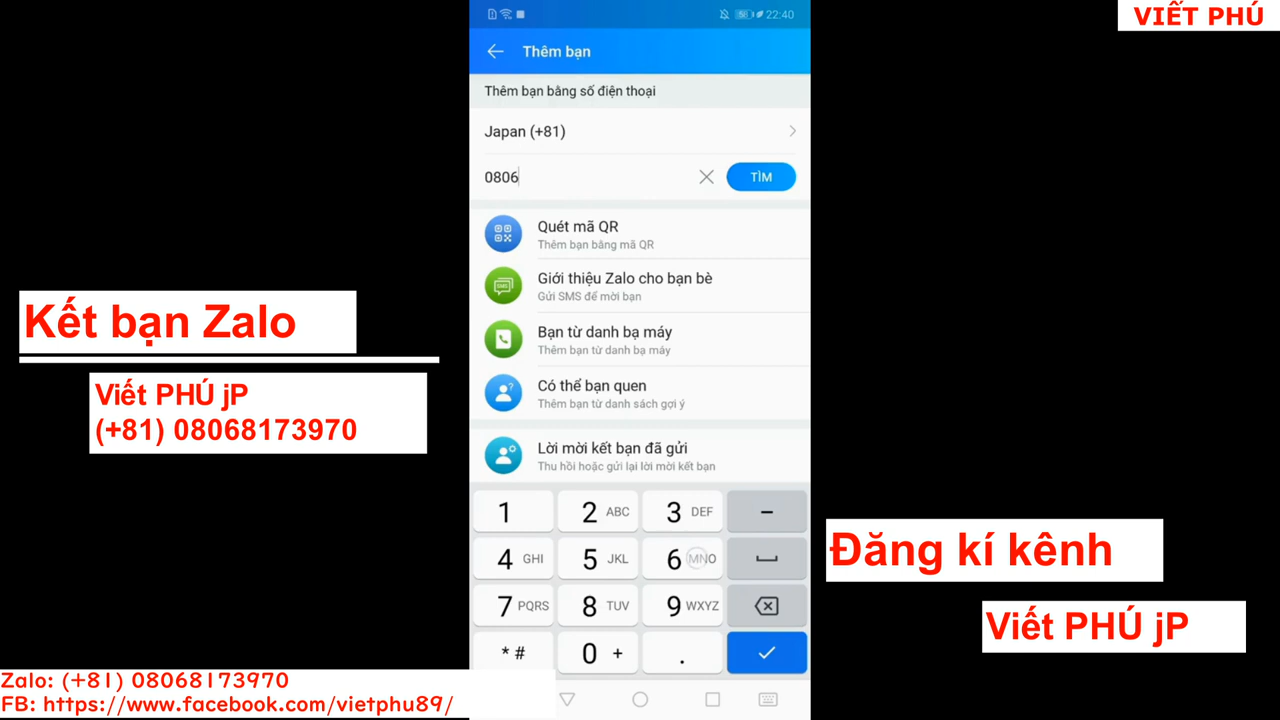 22:40
VIẾT PHÚ
Thêm bạn
Thêm bạn bằng số điện thoại
Japan (+81)
0806
TÌM
Quét mã QR
Thêm bạn bằng mã QR
Giới thiệu Zalo cho bạn bè
Gửi SMS để mời bạn
Bạn từ danh bạ máy
Thêm bạn từ danh bạ máy
Có thể bạn quen
Thêm bạn từ danh sách gợi ý
Lời mời kết bạn đã gửi
Thu hồi hoặc gửi lại lời mời kết bạn
Kết bạn Zalo
Viết PHÚ jP
(+81) 08068173970
1 2 ABC 3 DEF –
4 GHI 5 JKL 6 MNO
7 PQRS 8 TUV 9 WXYZ
* # 0 + .
Đăng kí kênh
Viết PHÚ jP
Zalo: (+81) 08068173970
FB: https://www.facebook.com/vietphu89/